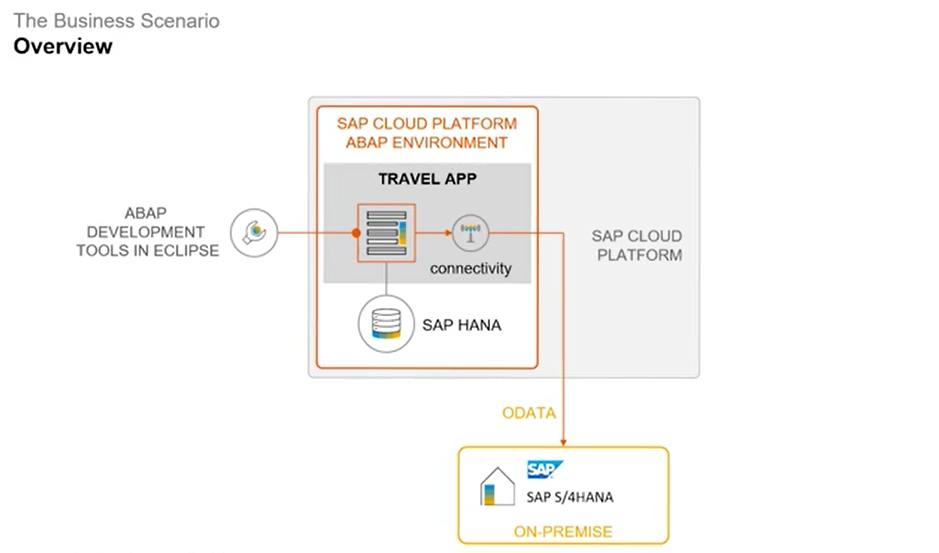 The Business Scenario
Overview
SAP CLOUD PLATFORM
ABAP ENVIRONMENT
TRAVEL APP
ABAP
DEVELOPMENT
TOOLS IN ECLIPSE
connectivity
SAP CLOUD
PLATFORM
SAP HANA
ODATA
SAP
SAP S/4HANA
ON-PREMISE